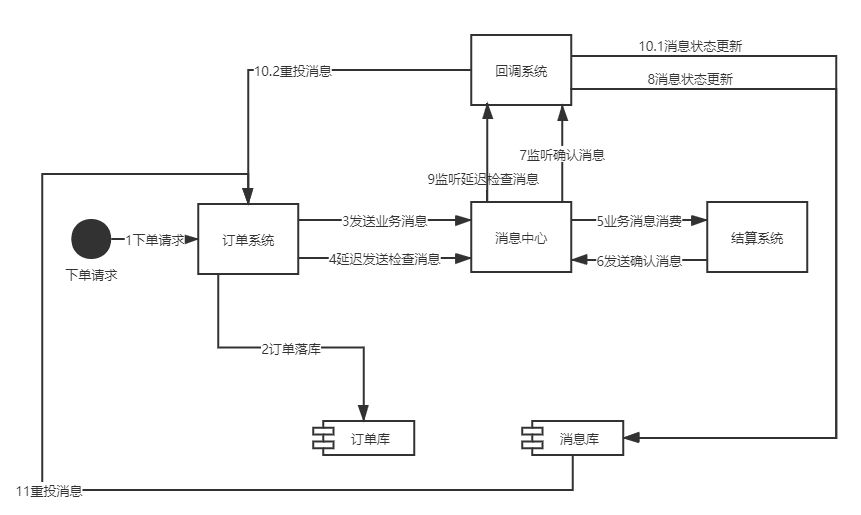 10.1消息状态更新
回调系统
10.2重投消息
8消息状态更新
7监听确认消息
9监听延迟检查消息
3发送业务消息
5业务消息消费
1下单请求
订单系统
消息中心
结算系统
4延迟发送检查消息
6发送确认消息
下单请求
2订单落库
订单库
消息库
11重投消息